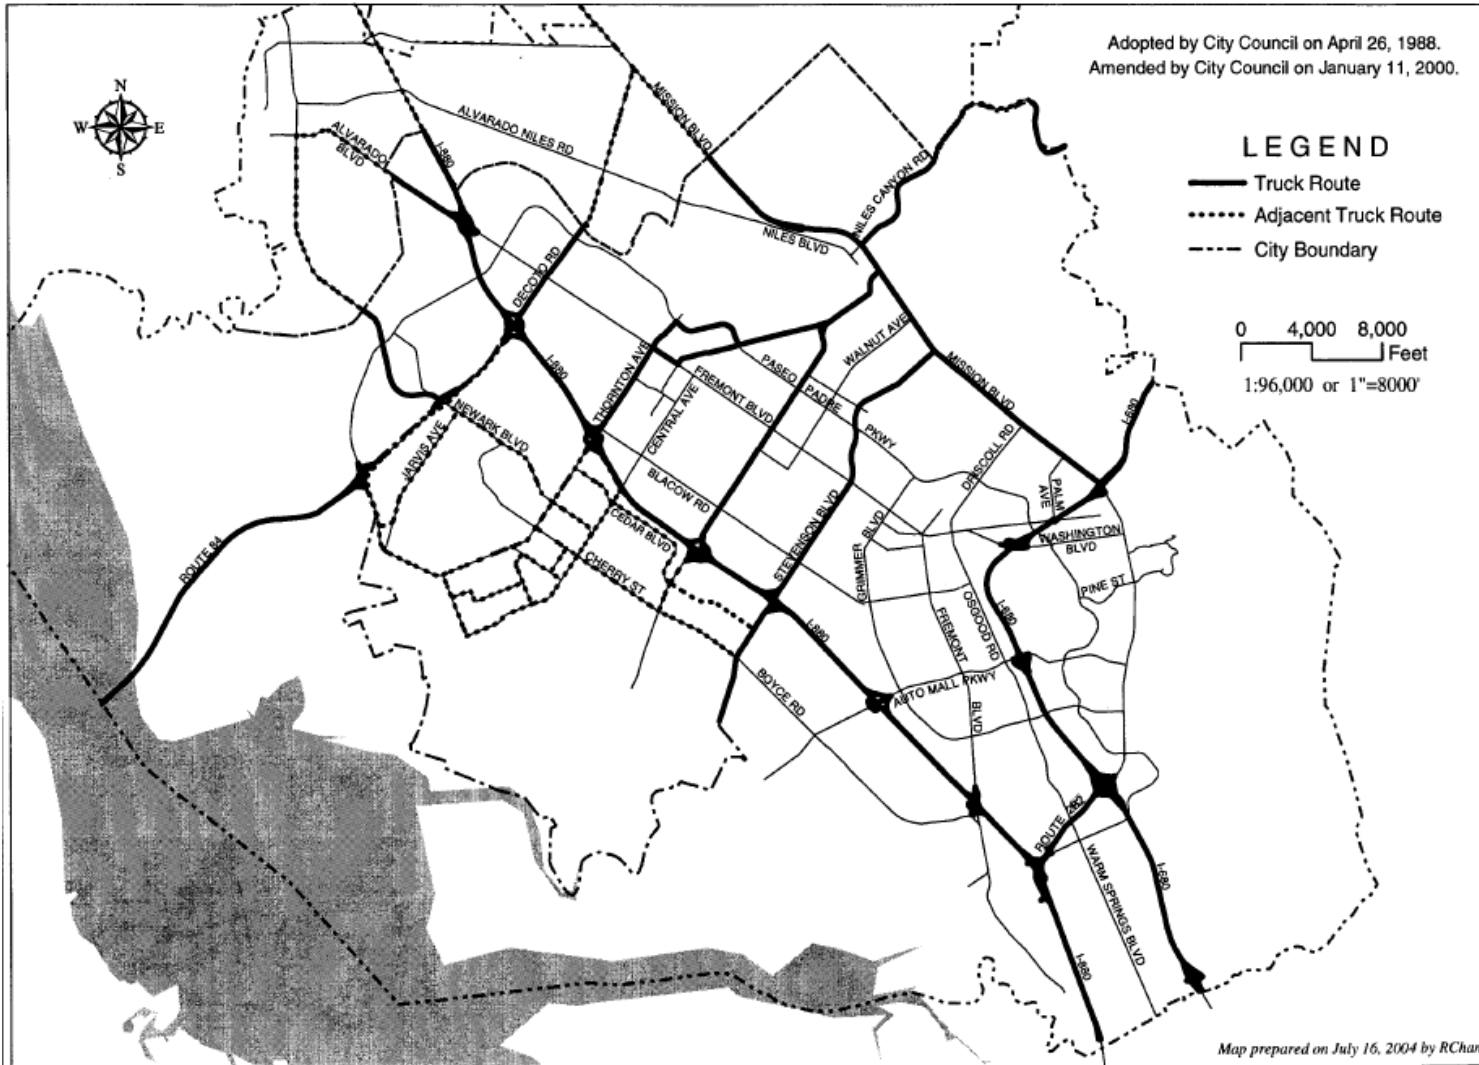 Adopted by City Council on April 26, 1988.
Amended by City Council on January 11, 2000.
N
W E
S
LEGEND
Truck Route
Adjacent Truck Route
City Boundary
0 4,000 8,000
Feet
1:96,000 or 1"=8000'
MISSION BLVD
ALVARADO NILES RD
ALVARADO
BLVD
I-880
NILES CANYON RD
NILES BLVD
DECOTO RD
WALNUT AVE
I-880
THORNTON AVE
PASEO PADRE
PKWY
FREMONT BLVD
MISSION BLVD
CENTRAL AVE
NEWARK BLVD
JARVIS AVE
I-680
DRISCOLL RD
BLACOW RD
PALM
AVE
STEVENSON BLVD
CEDAR BLVD
GRIMMER BLVD
WASHINGTON
BLVD
ROUTE 84
CHERRY ST
PINE ST
OSGOOD RD
I-680
FREMONT
BLVD
I-880
AUTO MALL PKWY
BOYCE RD
ROUTE 262
WARM SPRINGS BLVD
I-680
I-880
Map prepared on July 16, 2004 by RChan